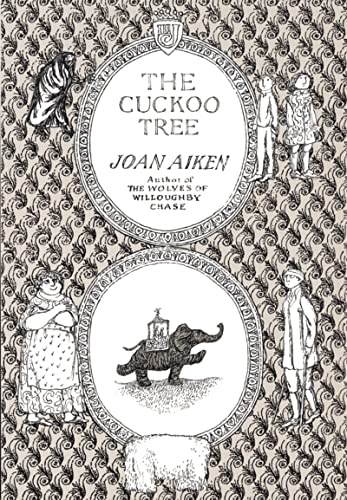 THE
CUCKOO
TREE
JOAN AIKEN
Author of
THE WOLVES OF
WILLOUGHBY
CHASE